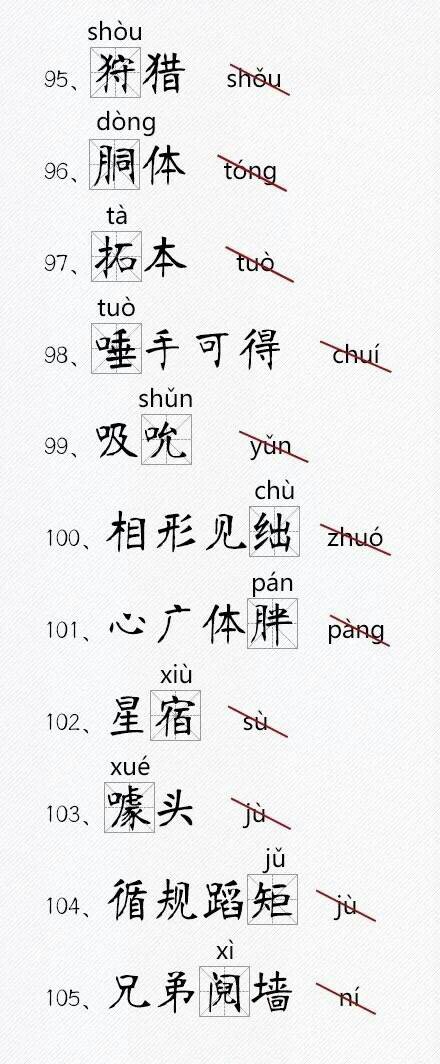 shòu
95、狩猎 shǒu
dòng
96、胴体 tóng
tà
97、拓本 tuò
tuò
98、唾手可得 chuí
shǔn
99、吸吮 yǔn
chù
100、相形见绌 zhuó
pán
101、心广体胖 pàng
xiù
102、星宿 sù
xué
103、噱头 jù
jǔ
104、循规蹈矩 jù
xì
105、兄弟阋墙 ní